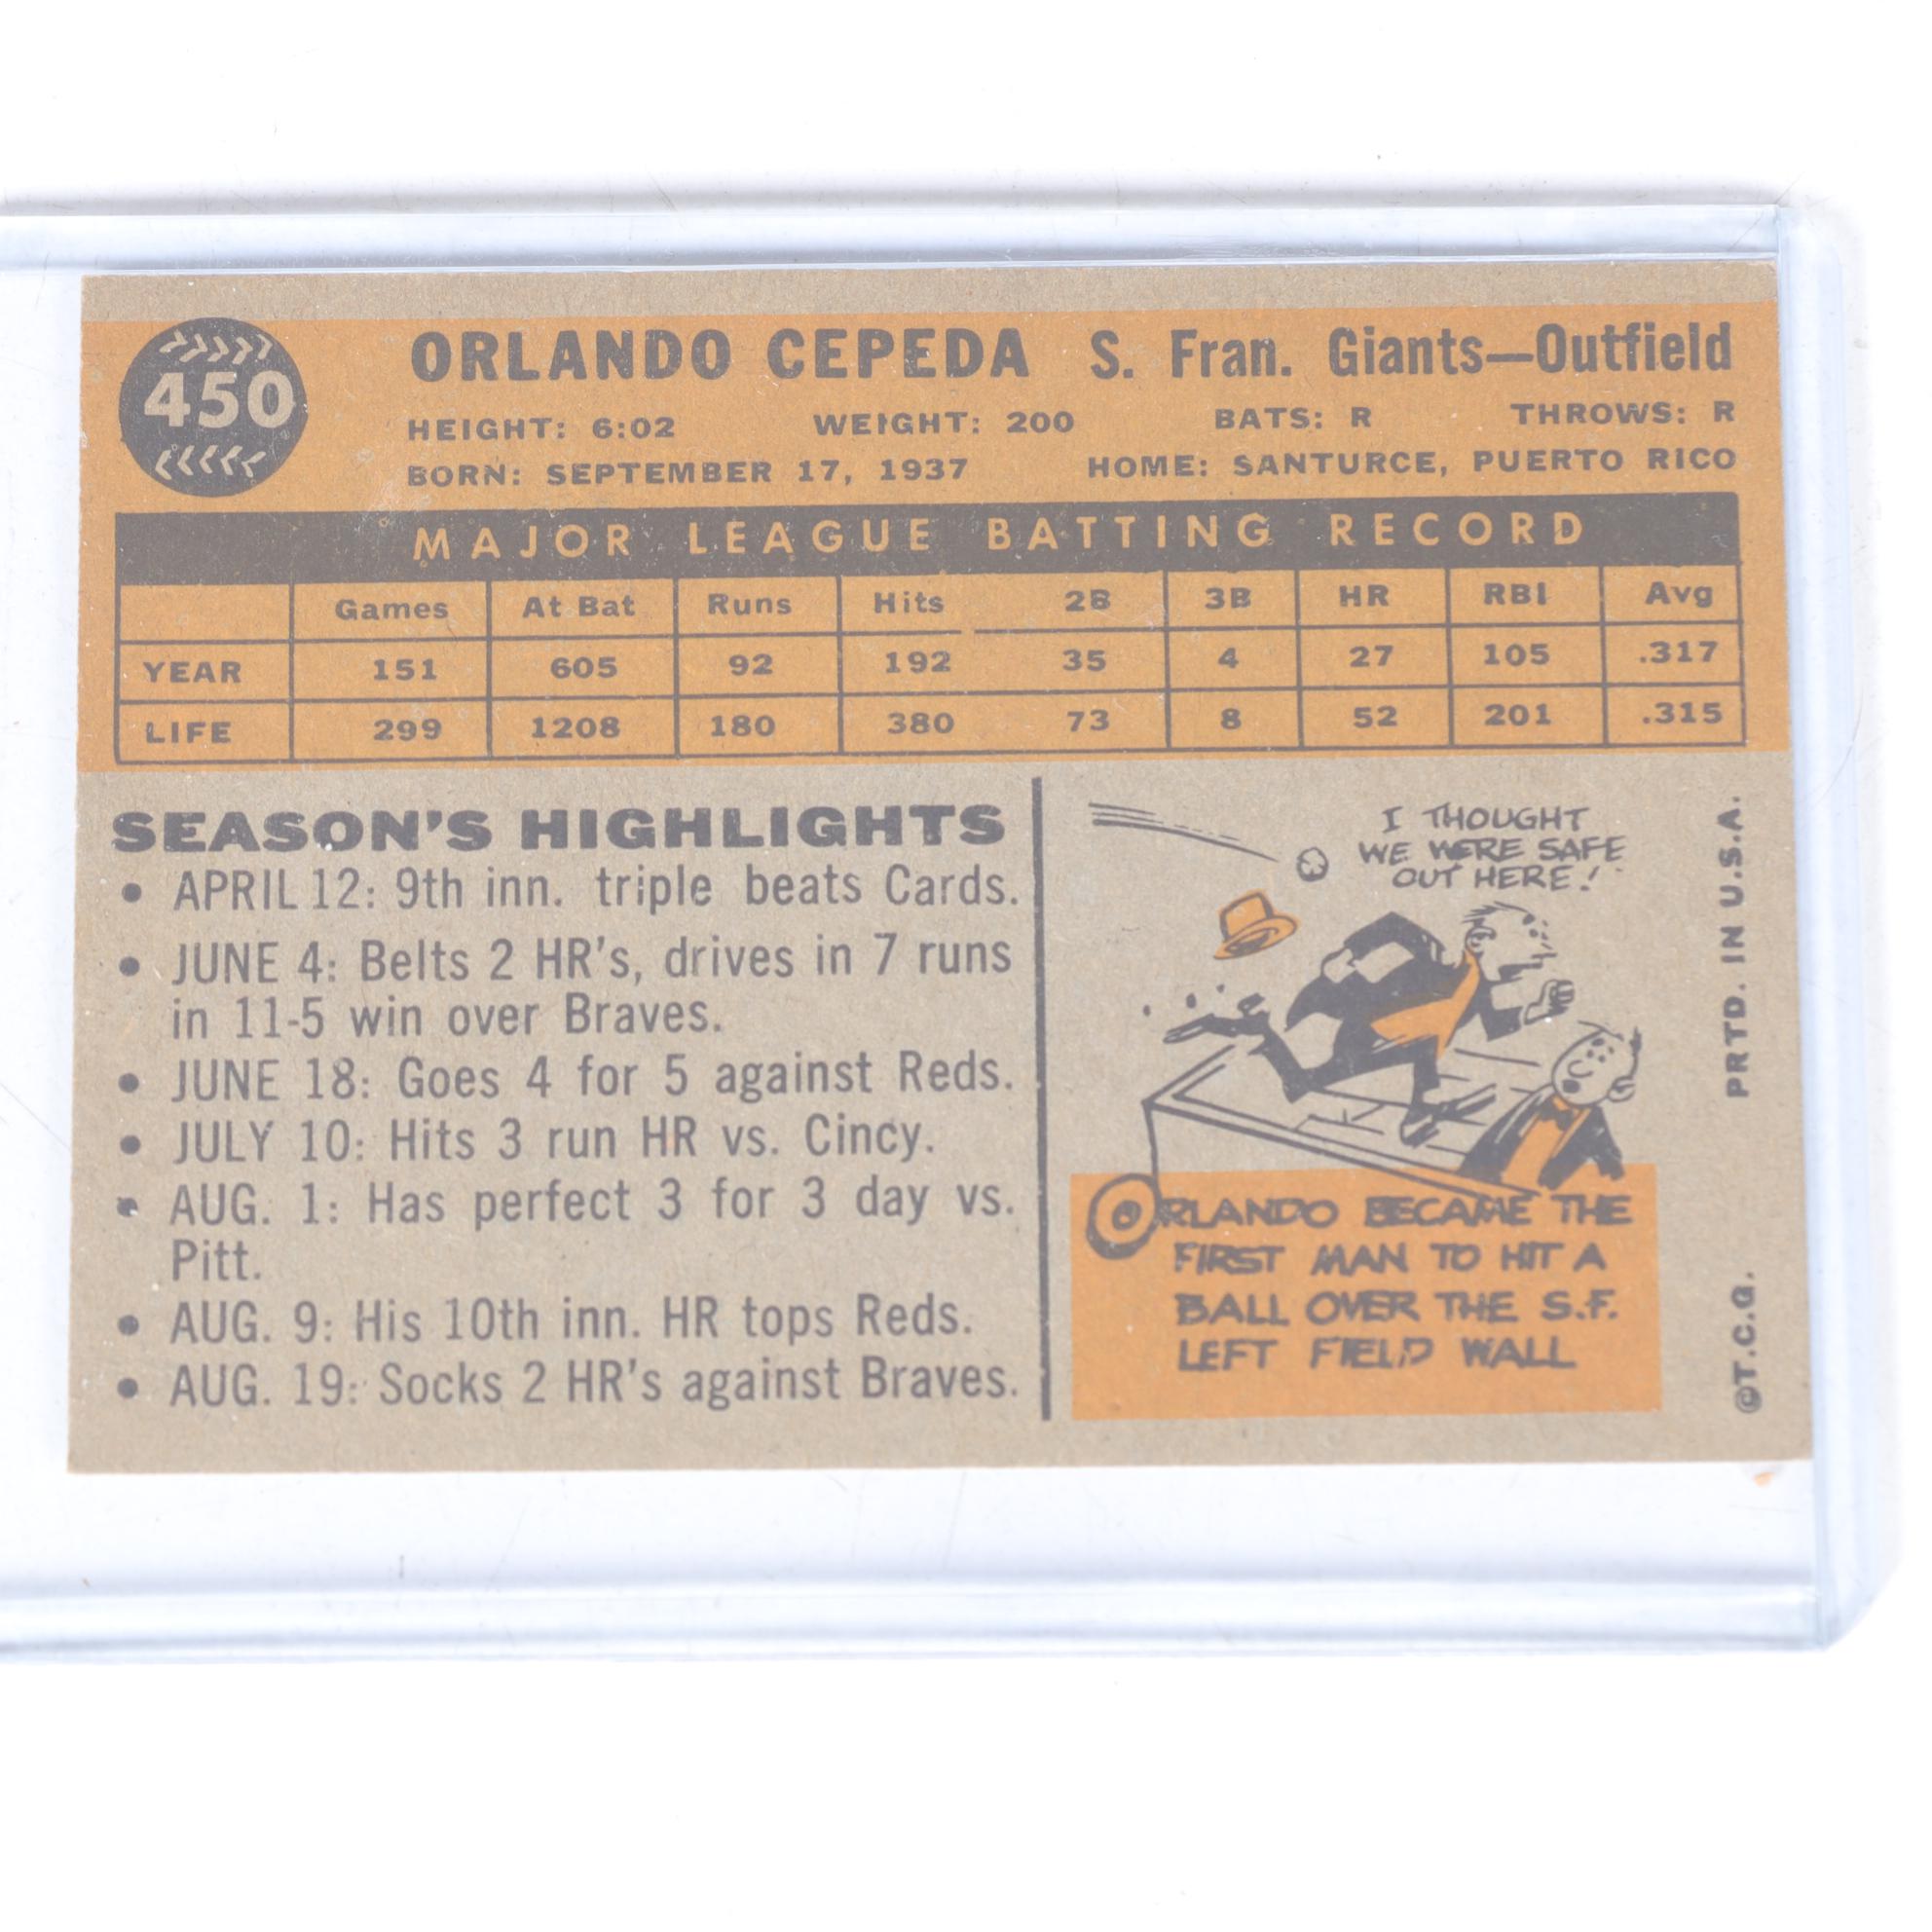 450
ORLANDO CEPEDA S. Fran. Giants—Outfield
HEIGHT: 6:02 WEIGHT: 200 BATS: R THROWS: R
BORN: SEPTEMBER 17, 1937 HOME: SANTURCE, PUERTO RICO
MAJOR LEAGUE BATTING RECORD
Games At Bat Runs Hits 2B 3B HR RBI Avg
YEAR 151 605 92 192 35 4 27 105 .317
LIFE 299 1208 180 380 73 8 52 201 .315
SEASON'S HIGHLIGHTS
• APRIL 12: 9th inn. triple beats Cards.
• JUNE 4: Belts 2 HR's, drives in 7 runs
in 11-5 win over Braves.
• JUNE 18: Goes 4 for 5 against Reds.
• JULY 10: Hits 3 run HR vs. Cincy.
• AUG. 1: Has perfect 3 for 3 day vs.
Pitt.
• AUG. 9: His 10th inn. HR tops Reds.
• AUG. 19: Socks 2 HR's against Braves.
I THOUGHT
WE WERE SAFE
OUT HERE!
ORLANDO BECAME THE
FIRST MAN TO HIT A
BALL OVER THE S.F.
LEFT FIELD WALL
©T.C.G. PRTD. IN U.S.A.